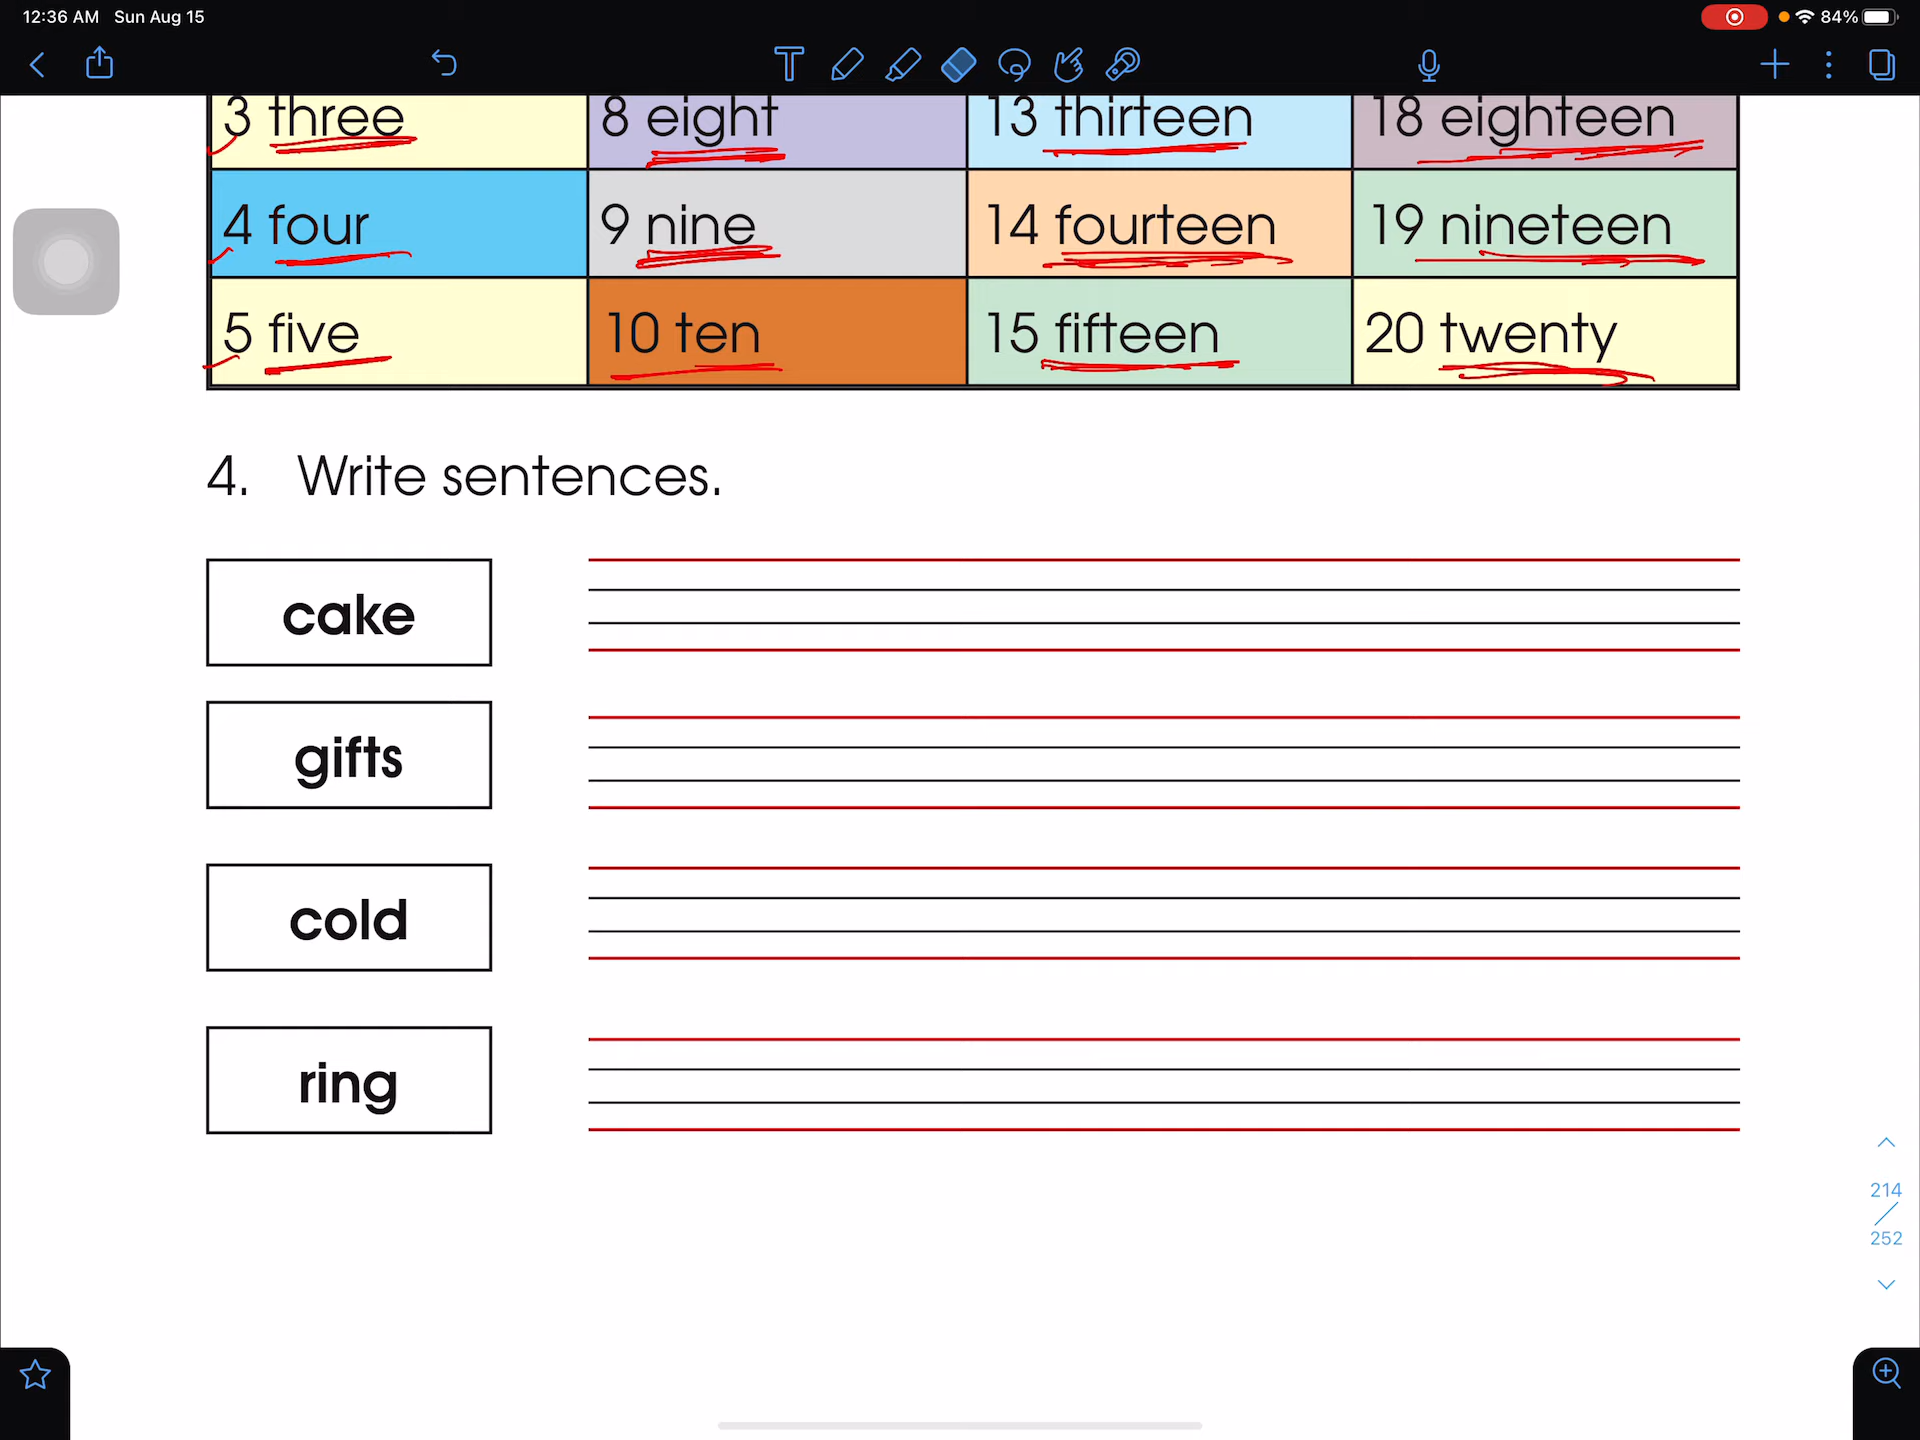 12:36 AM Sun Aug 15 84%
3 three 8 eight 13 thirteen 18 eighteen
4 four 9 nine 14 fourteen 19 nineteen
5 five 10 ten 15 fifteen 20 twenty
4. Write sentences.
cake
gifts
cold
ring
214
252